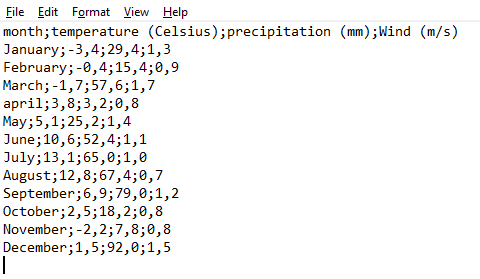 File Edit Format View Help
month;temperature (Celsius);precipitation (mm);Wind (m/s)
January;-3,4;29,4;1,3
February;-0,4;15,4;0,9
March;-1,7;57,6;1,7
april;3,8;3,2;0,8
May;5,1;25,2;1,4
June;10,6;52,4;1,1
July;13,1;65,0;1,0
August;12,8;67,4;0,7
September;6,9;79,0;1,2
October;2,5;18,2;0,8
November;-2,2;7,8;0,8
December;1,5;92,0;1,5